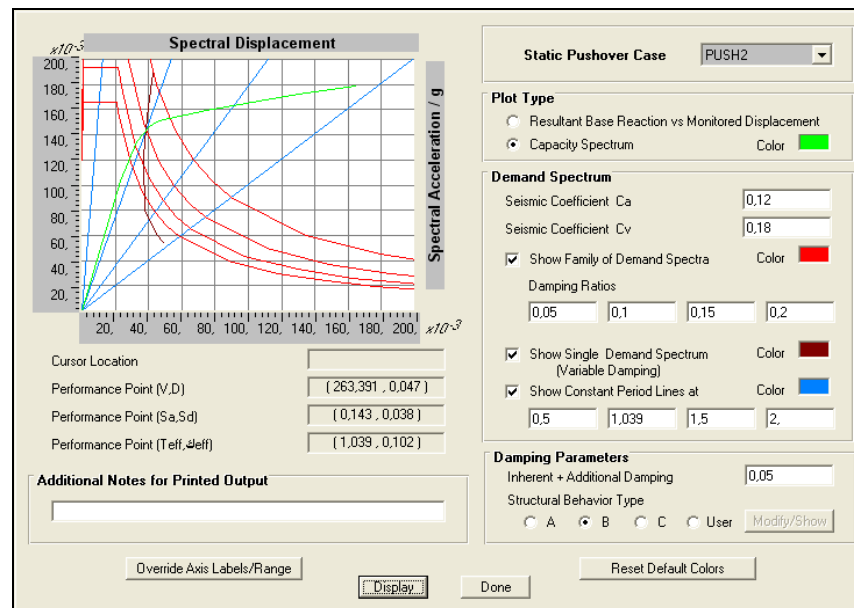 Spectral Displacement
x10-3
200,
180,
160,
140,
120,
100,
80,
60,
40,
20,
Spectral Acceleration / g
20, 40, 60, 80, 100, 120, 140, 160, 180, 200, x10-3
Cursor Location
Performance Point (V,D) ( 263,391 , 0,047 )
Performance Point (Sa,Sd) ( 0,143 , 0,038 )
Performance Point (Teff, eff) ( 1,039 , 0,102 )
Additional Notes for Printed Output
Override Axis Labels/Range
Static Pushover Case PUSH2
Plot Type
Resultant Base Reaction vs Monitored Displacement
Capacity Spectrum Color
Demand Spectrum
Seismic Coefficient Ca 0,12
Seismic Coefficient Cv 0,18
Show Family of Demand Spectra Color
Damping Ratios
0,05 0,1 0,15 0,2
Show Single Demand Spectrum Color
(Variable Damping)
Show Constant Period Lines at Color
0,5 1,039 1,5 2,
Damping Parameters
Inherent + Additional Damping 0,05
Structural Behavior Type
A B C User Modify/Show
Reset Default Colors
Display Done